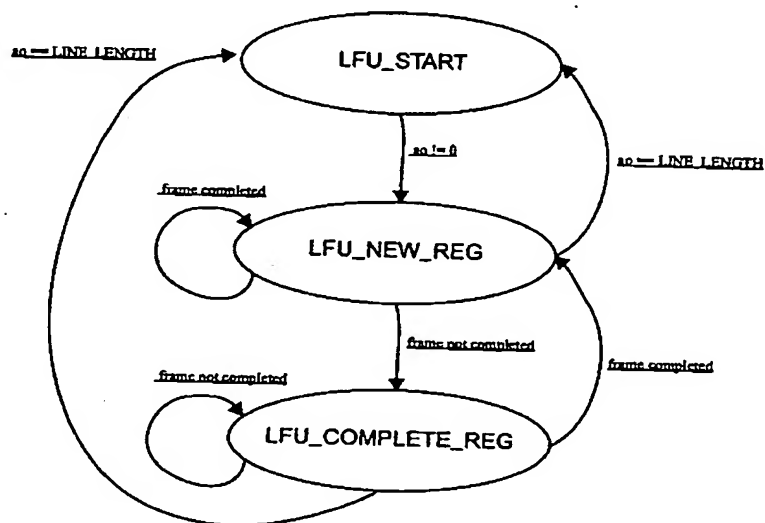 ao == LINE_LENGTH
LFU_START
ao != 0
ao == LINE_LENGTH
frame completed
LFU_NEW_REG
frame not completed
frame not completed
frame completed
LFU_COMPLETE_REG